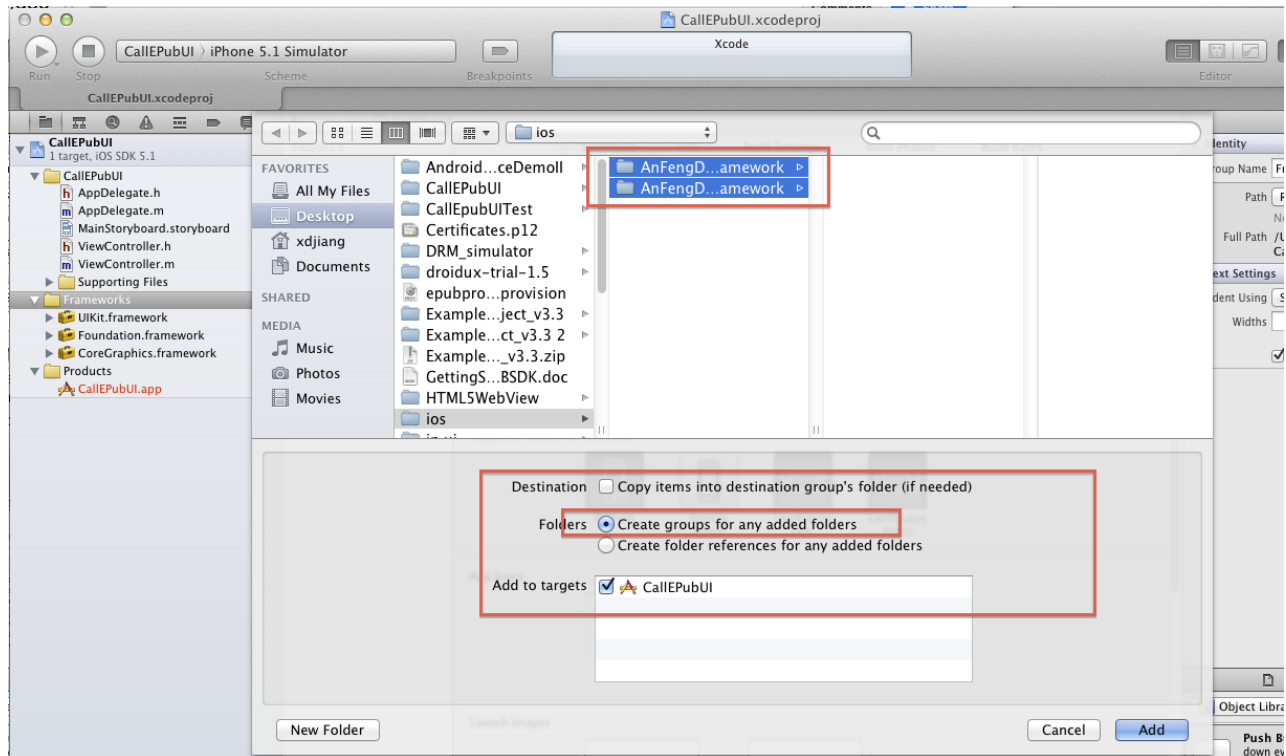 CallEPubUI.xcodeproj
CallEPubUI › iPhone 5.1 Simulator
Xcode
Run
Stop
Scheme
Breakpoints
Editor
CallEPubUI.xcodeproj
CallEPubUI
1 target, iOS SDK 5.1
CallEPubUI
AppDelegate.h
AppDelegate.m
MainStoryboard.storyboard
ViewController.h
ViewController.m
Supporting Files
Frameworks
UIKit.framework
Foundation.framework
CoreGraphics.framework
Products
CallEPubUI.app
ios
FAVORITES
All My Files
Desktop
xdjiang
Documents
SHARED
MEDIA
Music
Photos
Movies
Android...ceDemoII
CallEPubUI
CallEpubUITest
Certificates.p12
DRM_simulator
droidux-trial-1.5
epubpro...provision
Example...ject_v3.3
Example...ct_v3.3 2
Example..._v3.3.zip
GettingS...BSDK.doc
HTML5WebView
ios
AnFengD...amework
AnFengD...amework
Destination
Copy items into destination group's folder (if needed)
Folders
Create groups for any added folders
Create folder references for any added folders
Add to targets
CallEPubUI
New Folder
Launch Images
Cancel
Add
Identity
Group Name
Path
Full Path
Widths
Object Libra
Push B
down ev